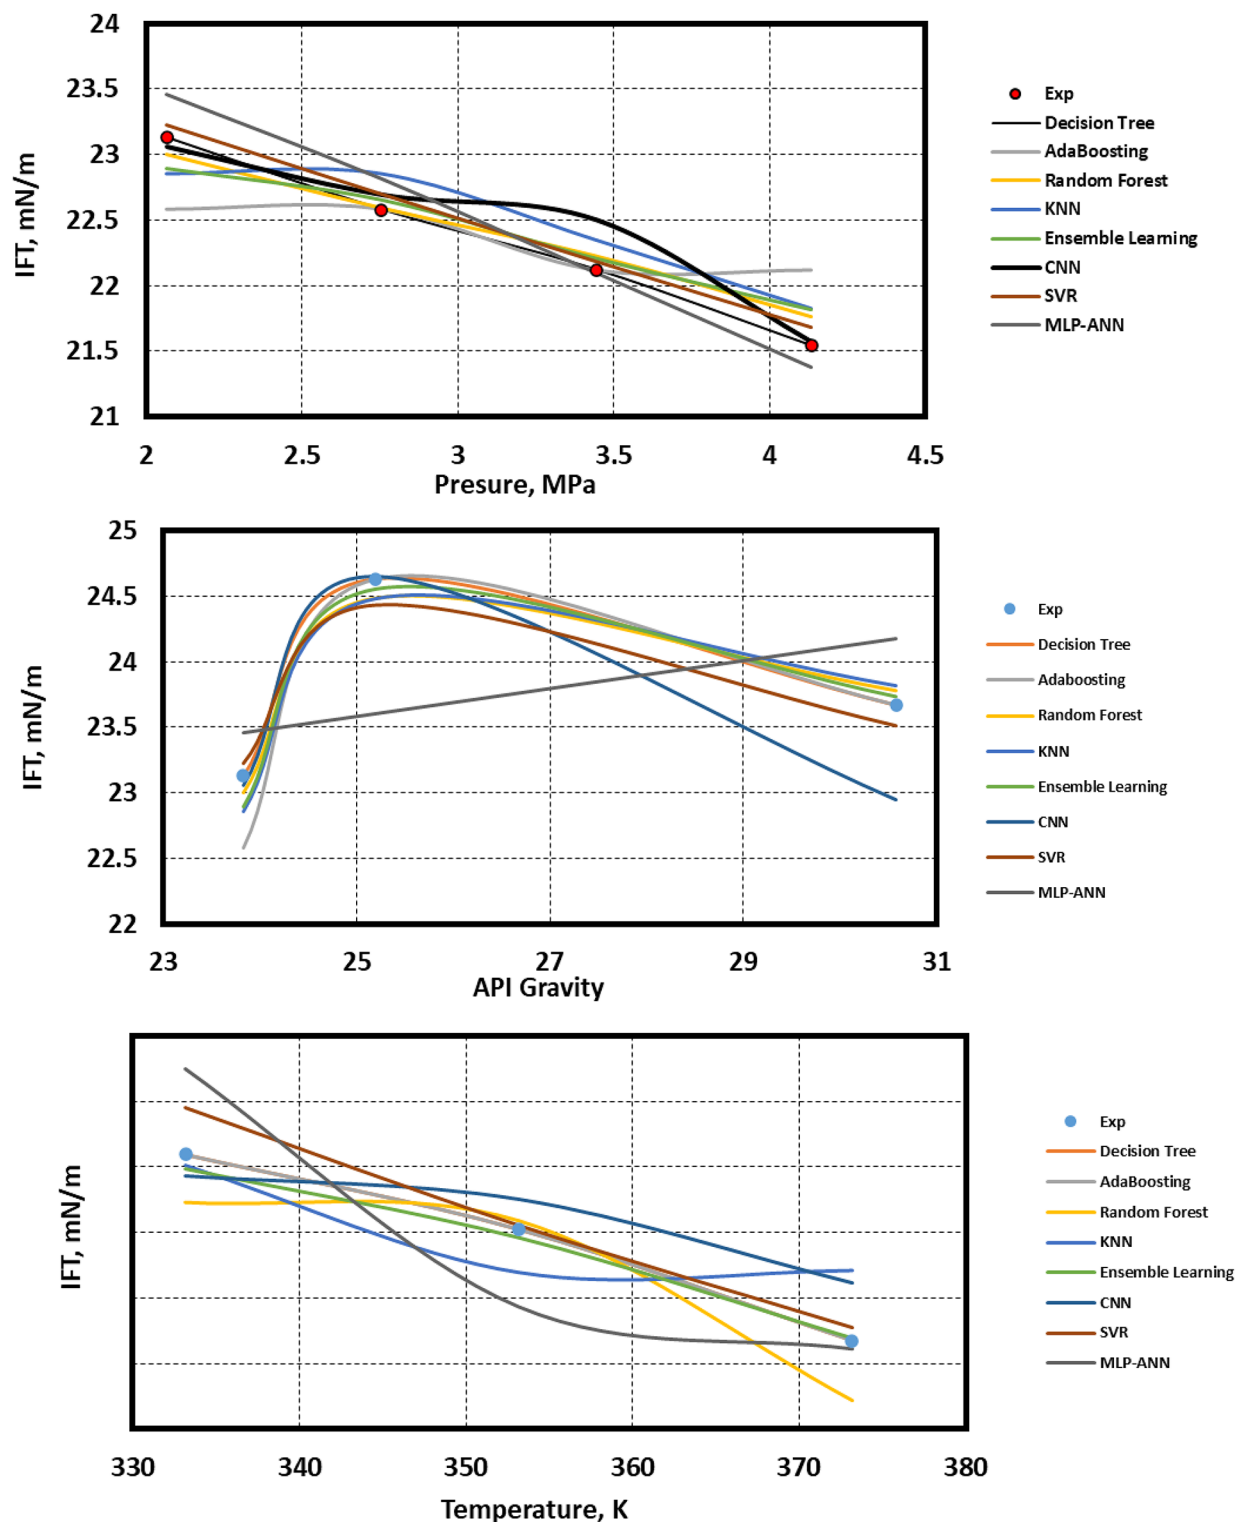 24
23.5
23
22.5
22
21.5
21
IFT, mN/m
2
2.5
3
3.5
4
4.5
Presure, MPa
Exp
Decision Tree
AdaBoosting
Random Forest
KNN
Ensemble Learning
CNN
SVR
MLP-ANN
25
24.5
24
23.5
23
22.5
22
IFT, mN/m
23
25
27
29
31
API Gravity
Exp
Decision Tree
Adaboosting
Random Forest
KNN
Ensemble Learning
CNN
SVR
MLP-ANN
IFT, mN/m
330
340
350
360
370
380
Temperature, K
Exp
Decision Tree
AdaBoosting
Random Forest
KNN
Ensemble Learning
CNN
SVR
MLP-ANN